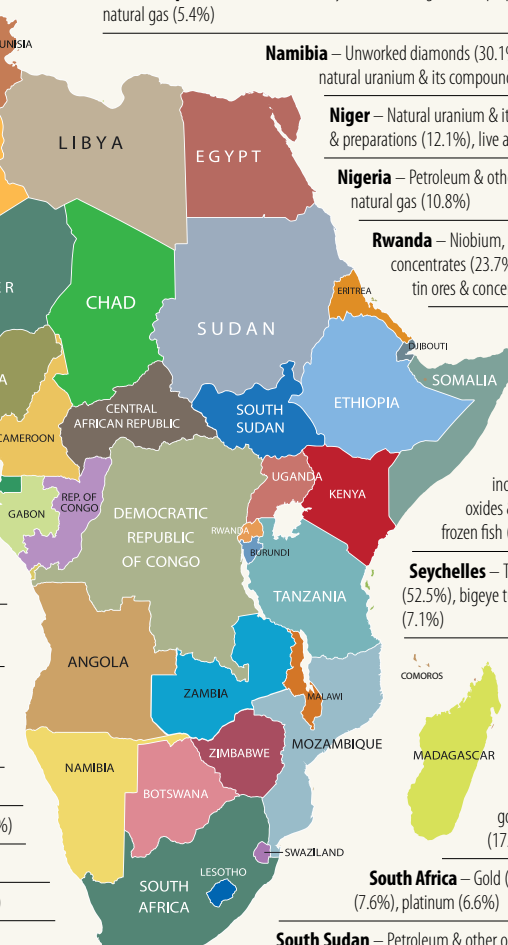 natural gas (5.4%)
Namibia – Unworked diamonds (30.1%
natural uranium & its compoun
Niger – Natural uranium & it
& preparations (12.1%), live a
Nigeria – Petroleum & oth
natural gas (10.8%)
Rwanda – Niobium,
concentrates (23.7%
tin ores & conce
UNISIA
LIBYA
EGYPT
ER
CHAD
SUDAN
ERITREA
DJIBOUTI
SOMALIA
A
CENTRAL
AFRICAN REPUBLIC
SOUTH
SUDAN
ETHIOPIA
CAMEROON
UGANDA
KENYA
REP. OF
CONGO
GABON
DEMOCRATIC
REPUBLIC
OF CONGO
RWANDA
BURUNDI
TANZANIA
inc
oxides &
frozen fish (
Seychelles – T
(52.5%), bigeye t
(7.1%)
ANGOLA
ZAMBIA
MALAWI
COMOROS
MOZAMBIQUE
MADAGASCAR
NAMIBIA
ZIMBABWE
BOTSWANA
%)
go
(17.
SWAZILAND
LESOTHO
SOUTH
AFRICA
South Africa – Gold (
(7.6%), platinum (6.6%)
South Sudan – Petroleum & other o